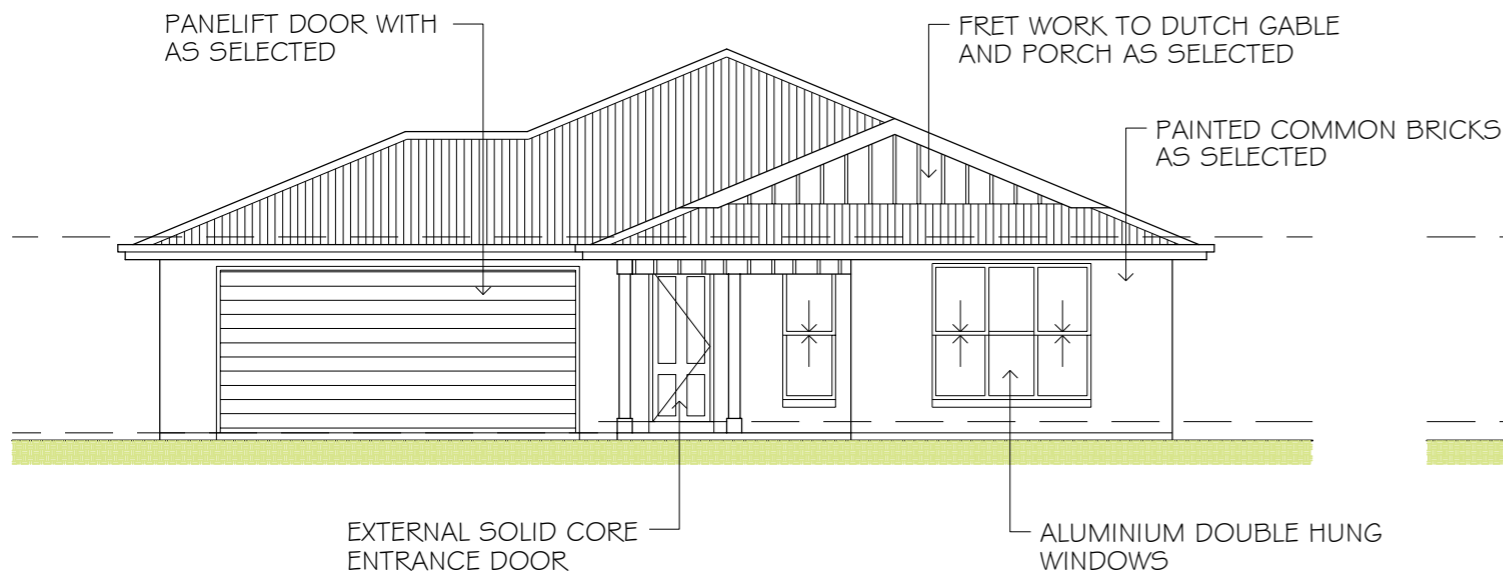 PANELIFT DOOR WITH
AS SELECTED
FRET WORK TO DUTCH GABLE
AND PORCH AS SELECTED
PAINTED COMMON BRICKS
AS SELECTED
EXTERNAL SOLID CORE
ENTRANCE DOOR
ALUMINIUM DOUBLE HUNG
WINDOWS